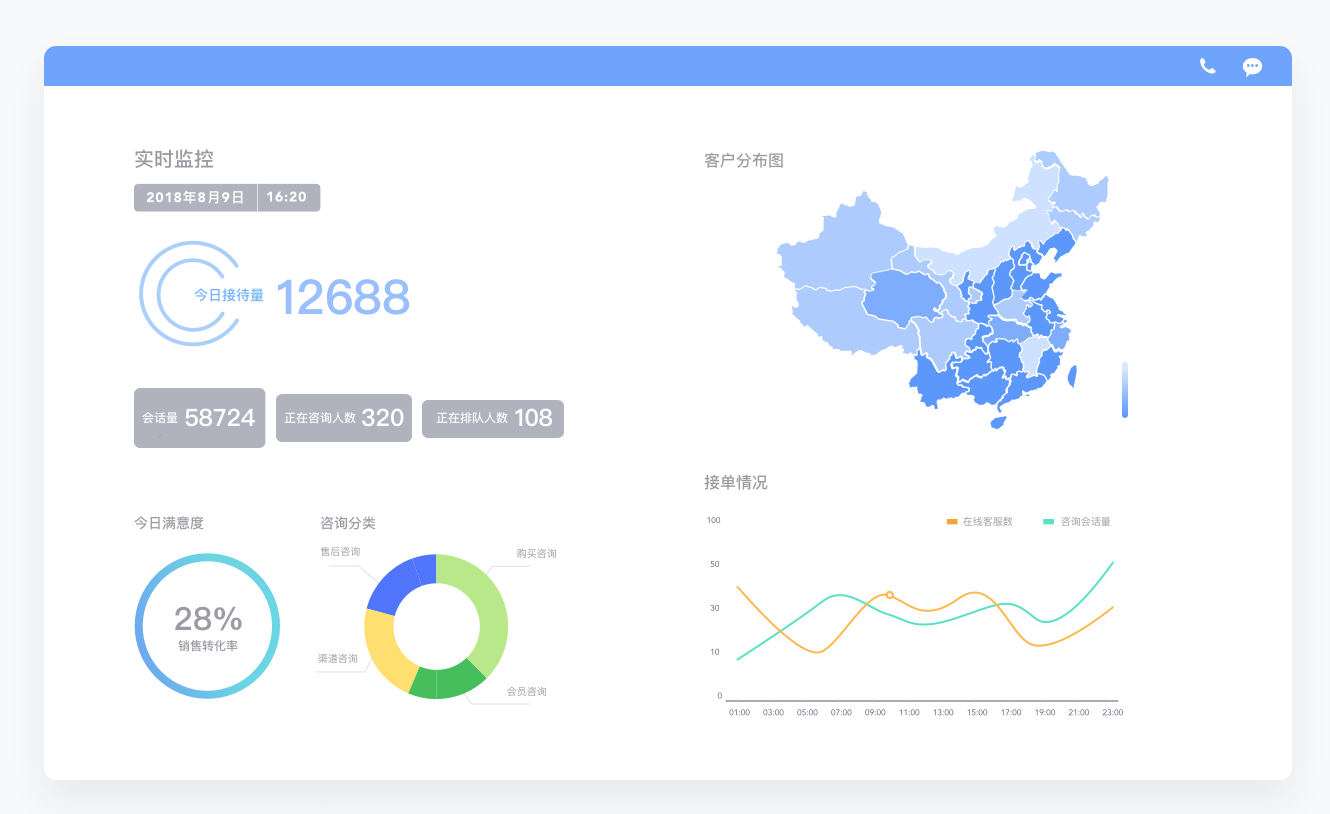 实时监控
2018年8月9日 16:20
今日接待量 12688
会话量 58724 正在咨询人数 320 正在排队人数 108
今日满意度
28%
销售转化率
咨询分类
售后咨询
购买咨询
渠道咨询
会员咨询
客户分布图
接单情况
在线客服数 咨询会话量
100
50
30
10
0
01:00 03:00 05:00 07:00 09:00 11:00 13:00 15:00 17:00 19:00 21:00 23:00